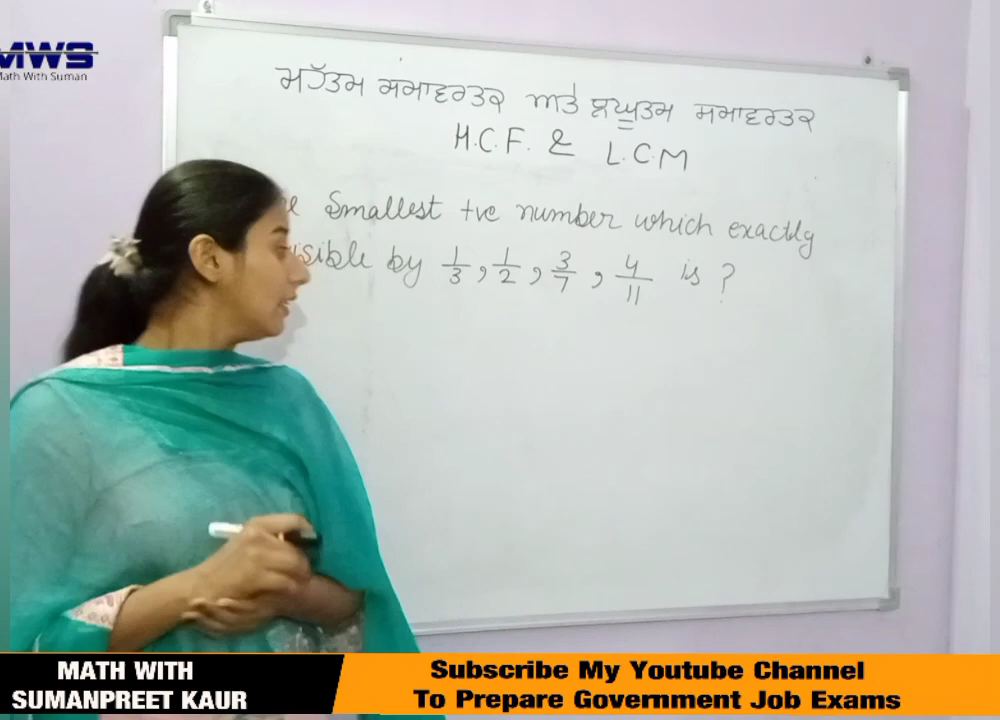 MWS
Math With Suman
ਮਹੱਤਮ ਸਮਾਵਰਤਕ ਅਤੇ ਲਘੂਤਮ ਸਮਾਵਰਤਕ
H.C.F. & L.C.M
Smallest +ve number which exactly
by 1/3, 1/2, 3/7, 4/11 is ?
MATH WITH
SUMANPREET KAUR
Subscribe My Youtube Channel
To Prepare Government Job Exams